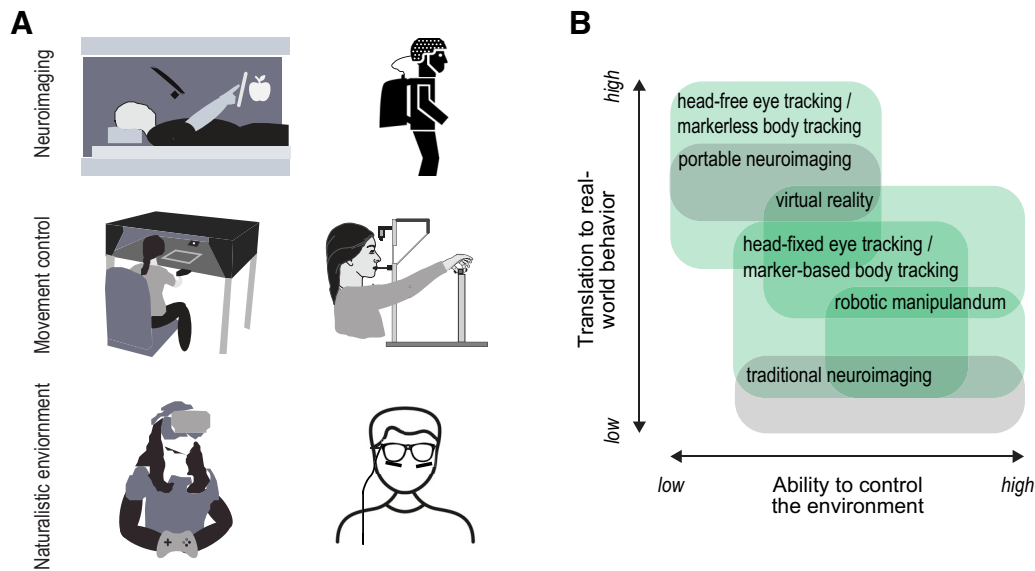 A
Neuroimaging
Movement control
Naturalistic enviornment
B
Translation to real-
world behavior
high
low
head-free eye tracking /
markerless body tracking
portable neuroimaging
virtual reality
head-fixed eye tracking /
marker-based body tracking
robotic manipulandum
traditional neuroimaging
low
Ability to control
the environment
high